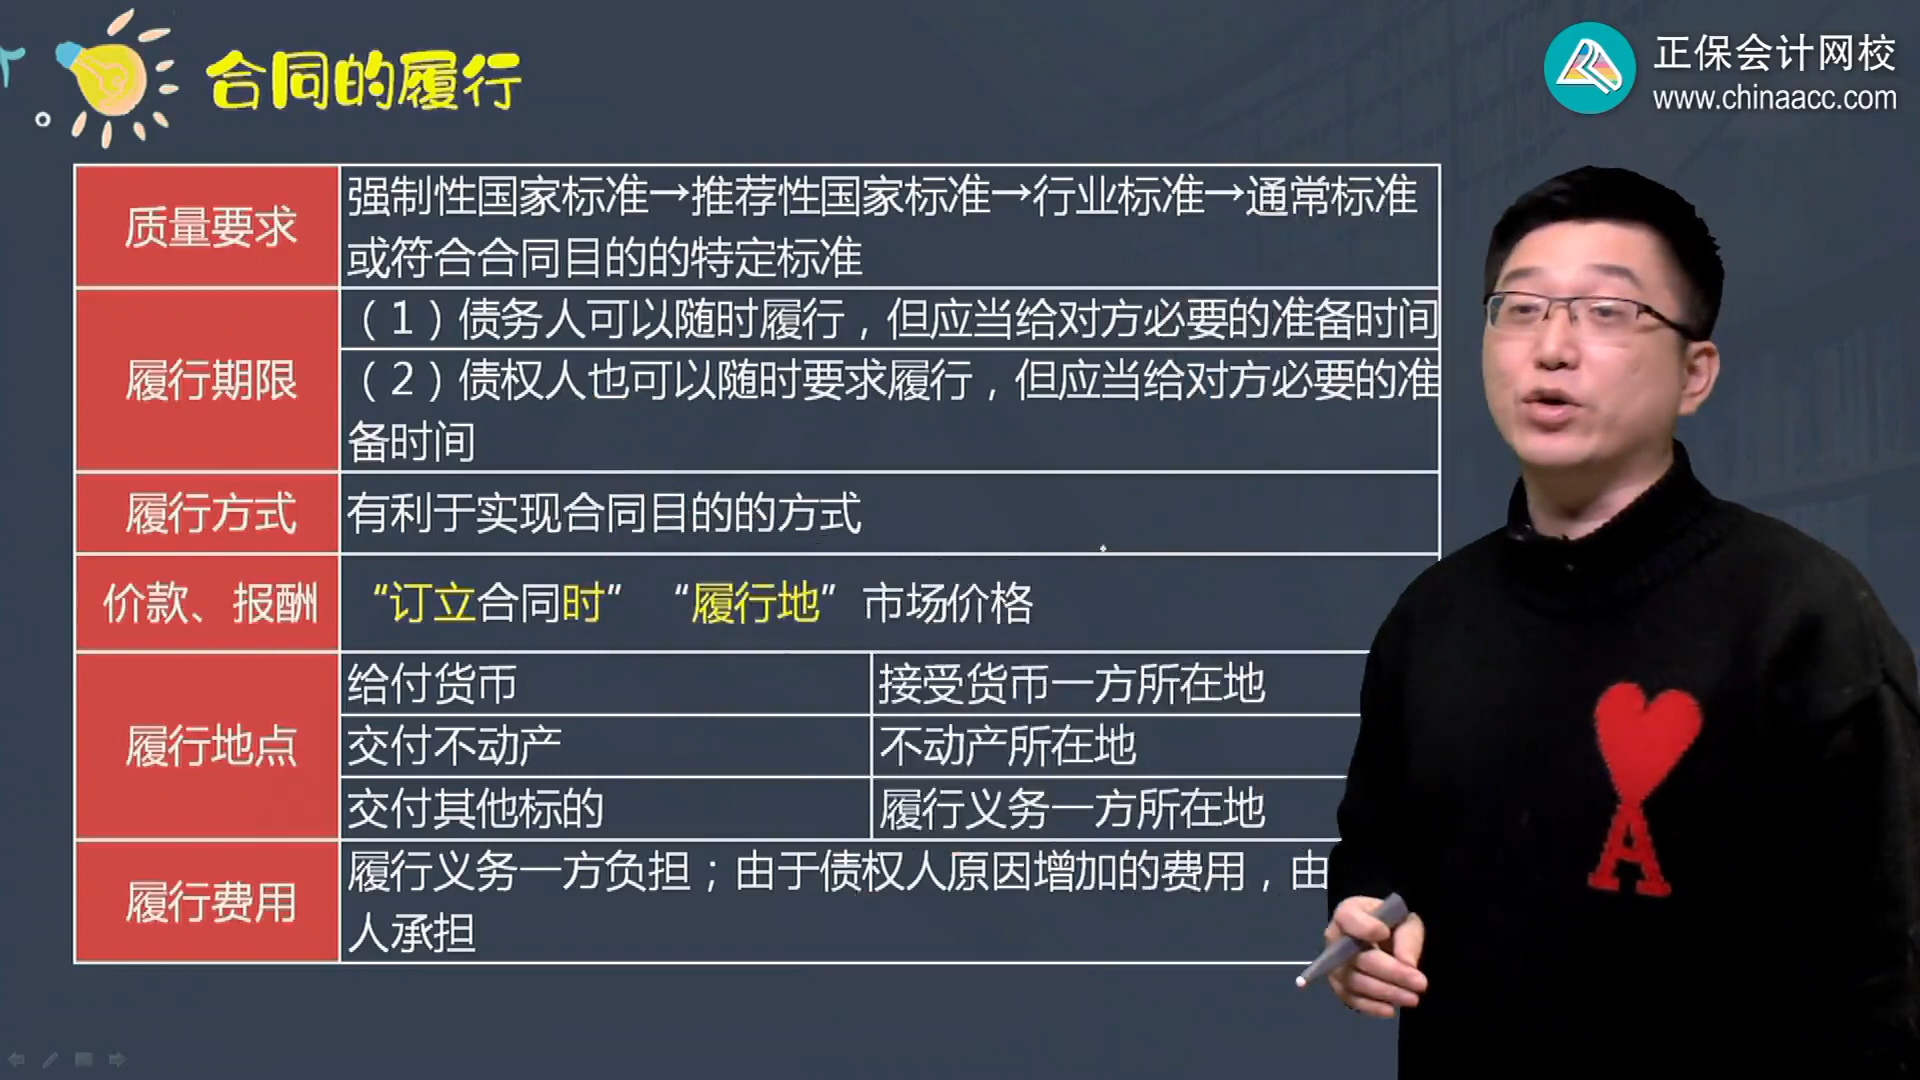 合同的履行
正保会计网校
www.chinaacc.com
质量要求
强制性国家标准→推荐性国家标准→行业标准→通常标准
或符合合同目的的特定标准
履行期限
（1）债务人可以随时履行，但应当给对方必要的准备时间
（2）债权人也可以随时要求履行，但应当给对方必要的准
备时间
履行方式
有利于实现合同目的的方式
价款、报酬
“订立合同时” “履行地”市场价格
履行地点
给付货币
接受货币一方所在地
交付不动产
不动产所在地
交付其他标的
履行义务一方所在地
履行费用
履行义务一方负担；由于债权人原因增加的费用，由
人承担
A